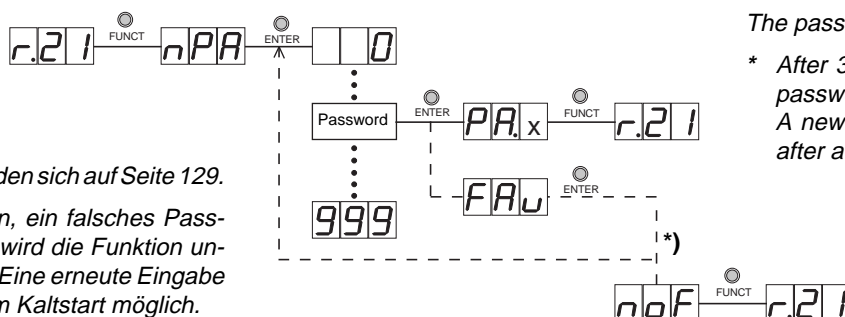 The pass
FUNCT
ENTER
r.21 nPA 0
* After 3
passw
A new
after a
ENTER
FUNCT
Password PA. x r.21
ENTER
FAu
999
den sich auf Seite 129.
n, ein falsches Pass-
wird die Funktion un-
Eine erneute Eingabe
m Kaltstart möglich.
*)
FUNCT
noF r.21